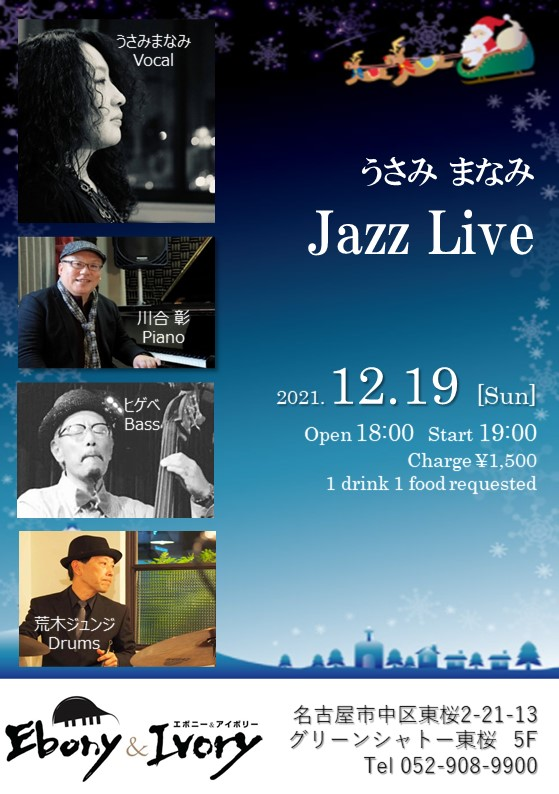 うさみまなみ
Vocal
うさみ まなみ
Jazz Live
川合 彰
Piano
ヒゲベ
Bass
2021. 12.19 [Sun]
Open 18:00 Start 19:00
Charge ¥1,500
1 drink 1 food requested
荒木ジュンジ
Drums
エボニー&アイボリー
Ebony & Ivory
名古屋市中区東桜2-21-13
グリーンシャトー東桜 5F
Tel 052-908-9900